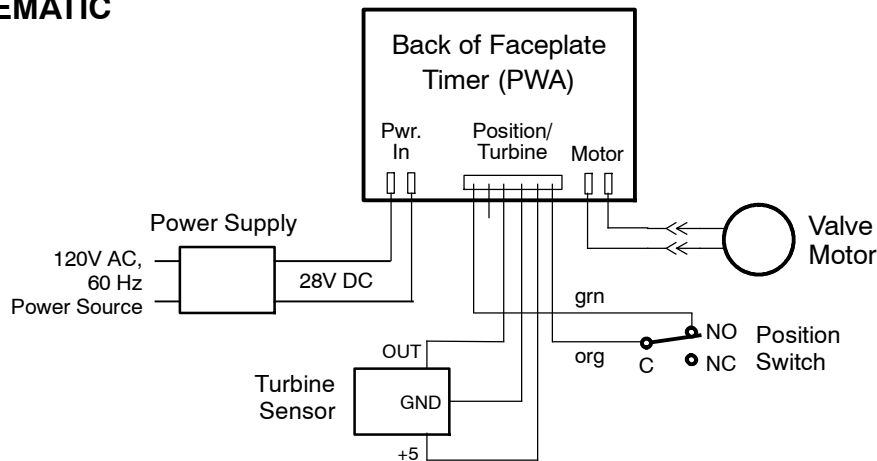 EMATIC
Back of Faceplate
Timer (PWA)
Pwr.
In
Position/
Turbine
Motor
Power Supply
120V AC,
60 Hz
Power Source
28V DC
Valve
Motor
grn
org
C
NO
NC
Position
Switch
OUT
GND
+5
Turbine
Sensor